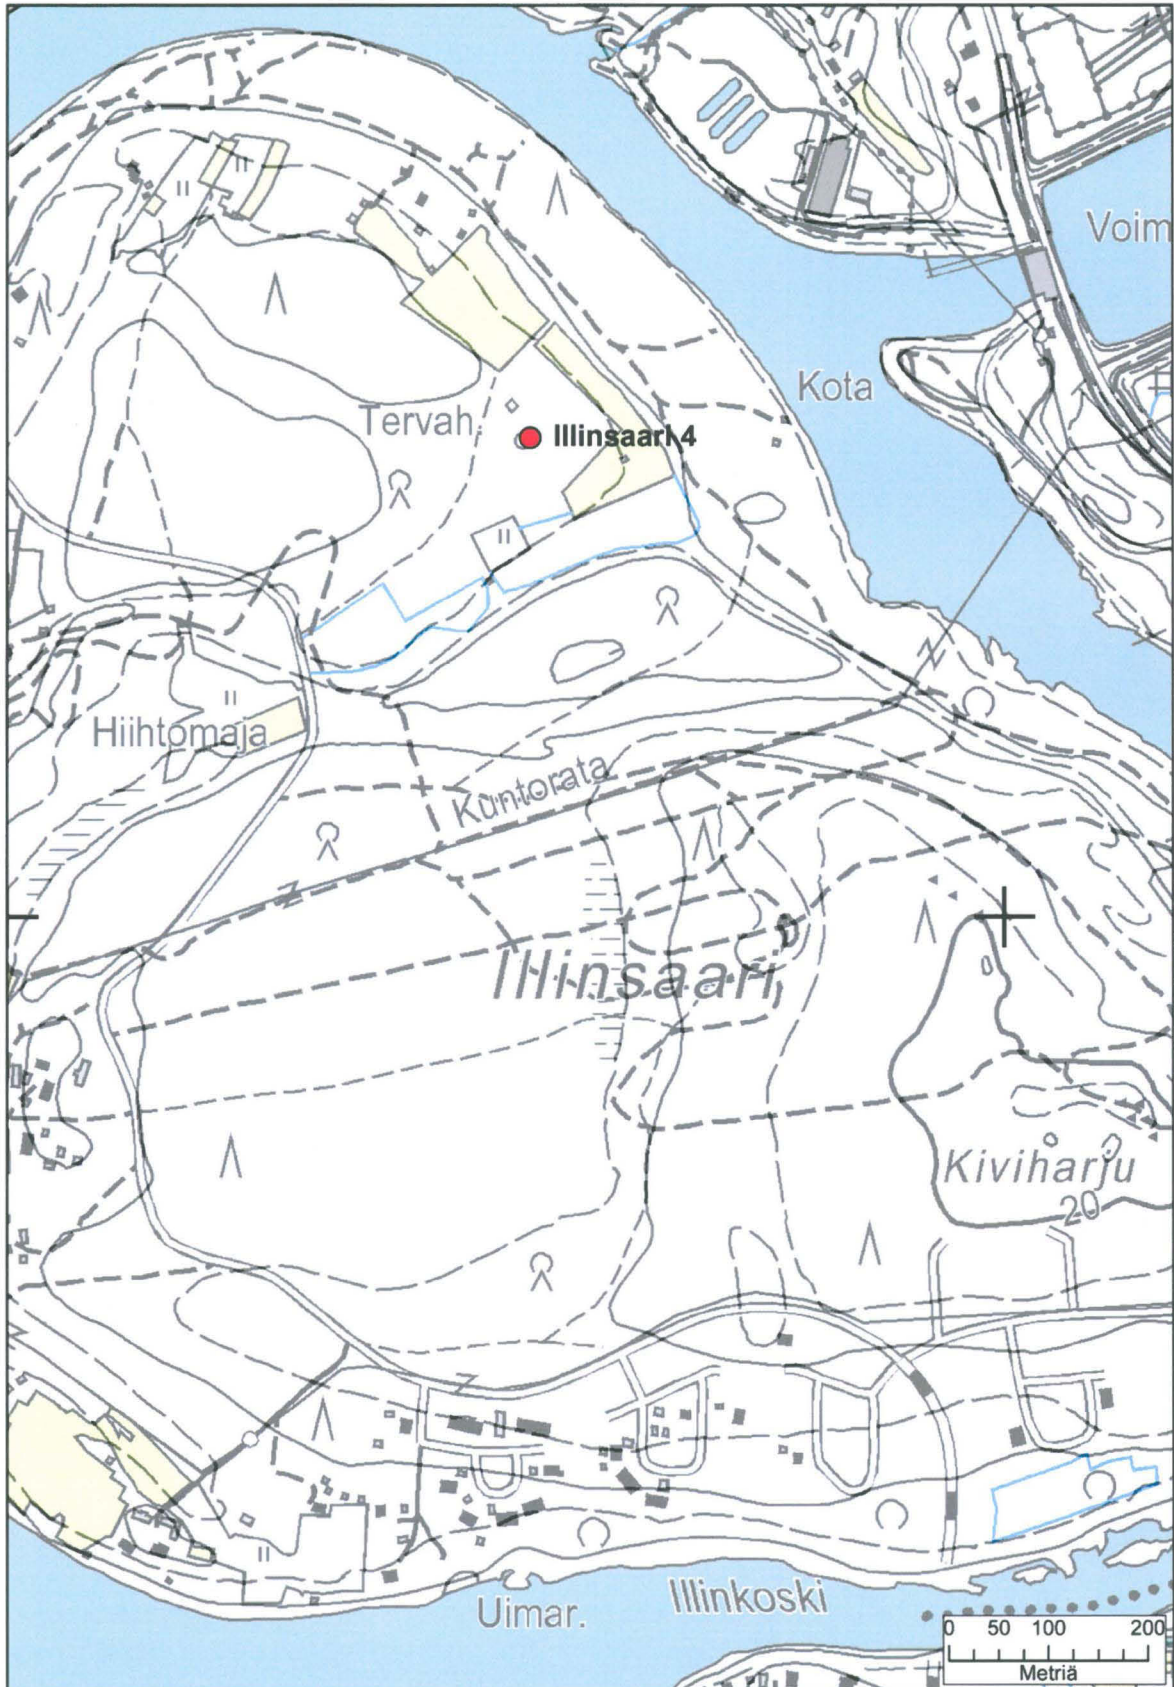 Voim
Kota
Tervah.
Illinsaari 4
Hiihtomaja
Kuntorata
Illinsaari
Kiviharju
20
Illinkoski
Uimar.
0 50 100 200
Metriä